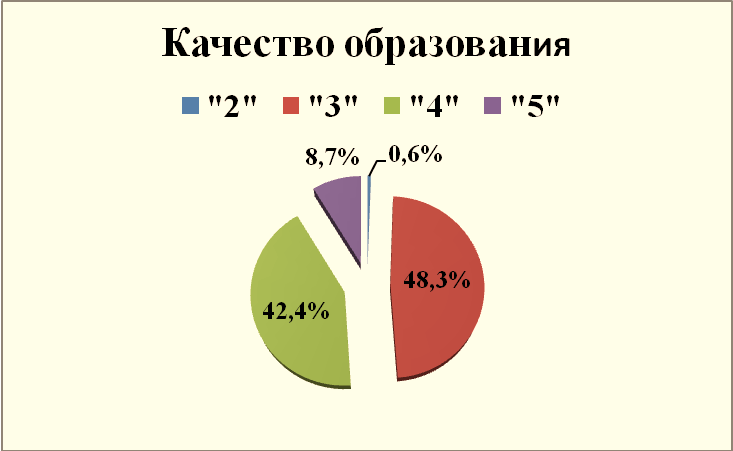 Качество образования
"2" "3" "4" "5"
8,7% 0,6%
48,3%
42,4%